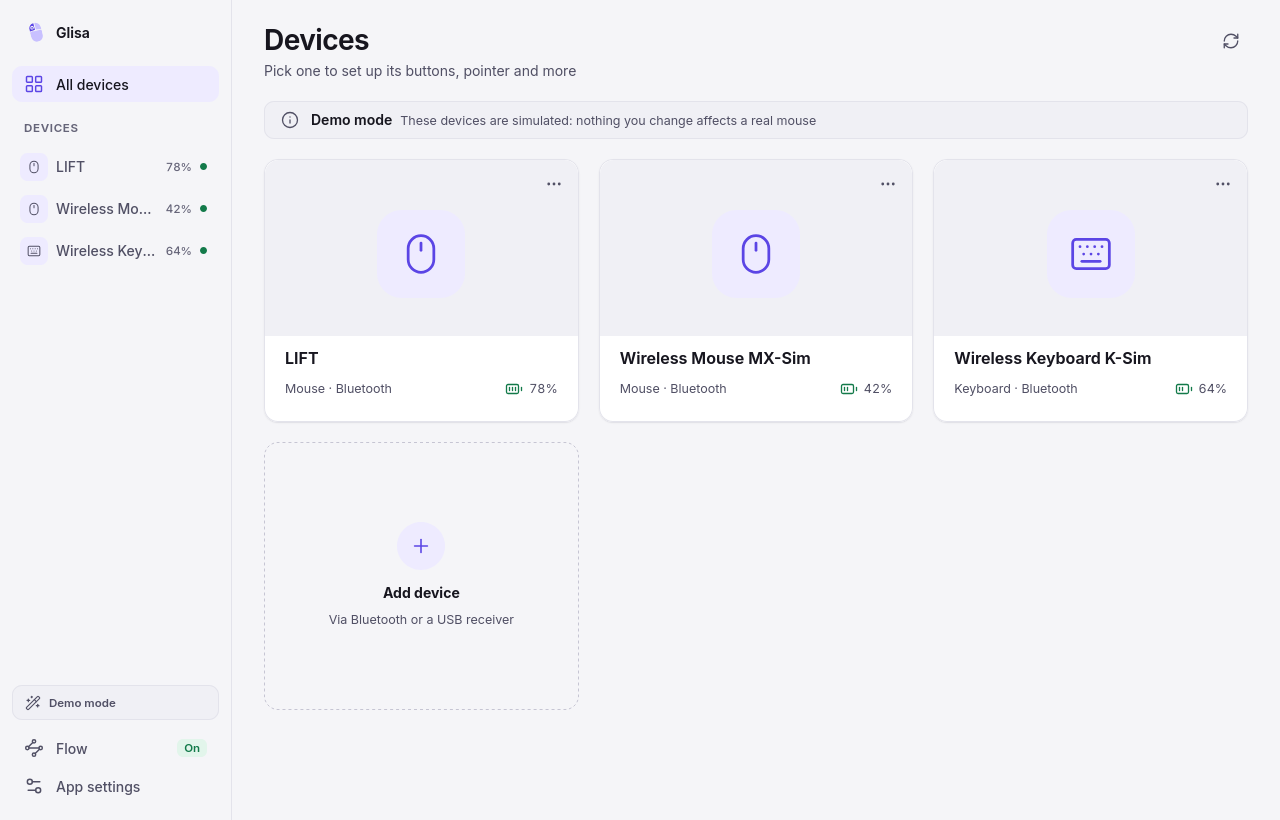 Glisa
All devices
DEVICES
LIFT 78%
Wireless Mo... 42%
Wireless Key... 64%
Demo mode
Flow On
App settings
Devices
Pick one to set up its buttons, pointer and more
Demo mode These devices are simulated: nothing you change affects a real mouse
LIFT
Mouse · Bluetooth 78%
Wireless Mouse MX-Sim
Mouse · Bluetooth 42%
Wireless Keyboard K-Sim
Keyboard · Bluetooth 64%
Add device
Via Bluetooth or a USB receiver